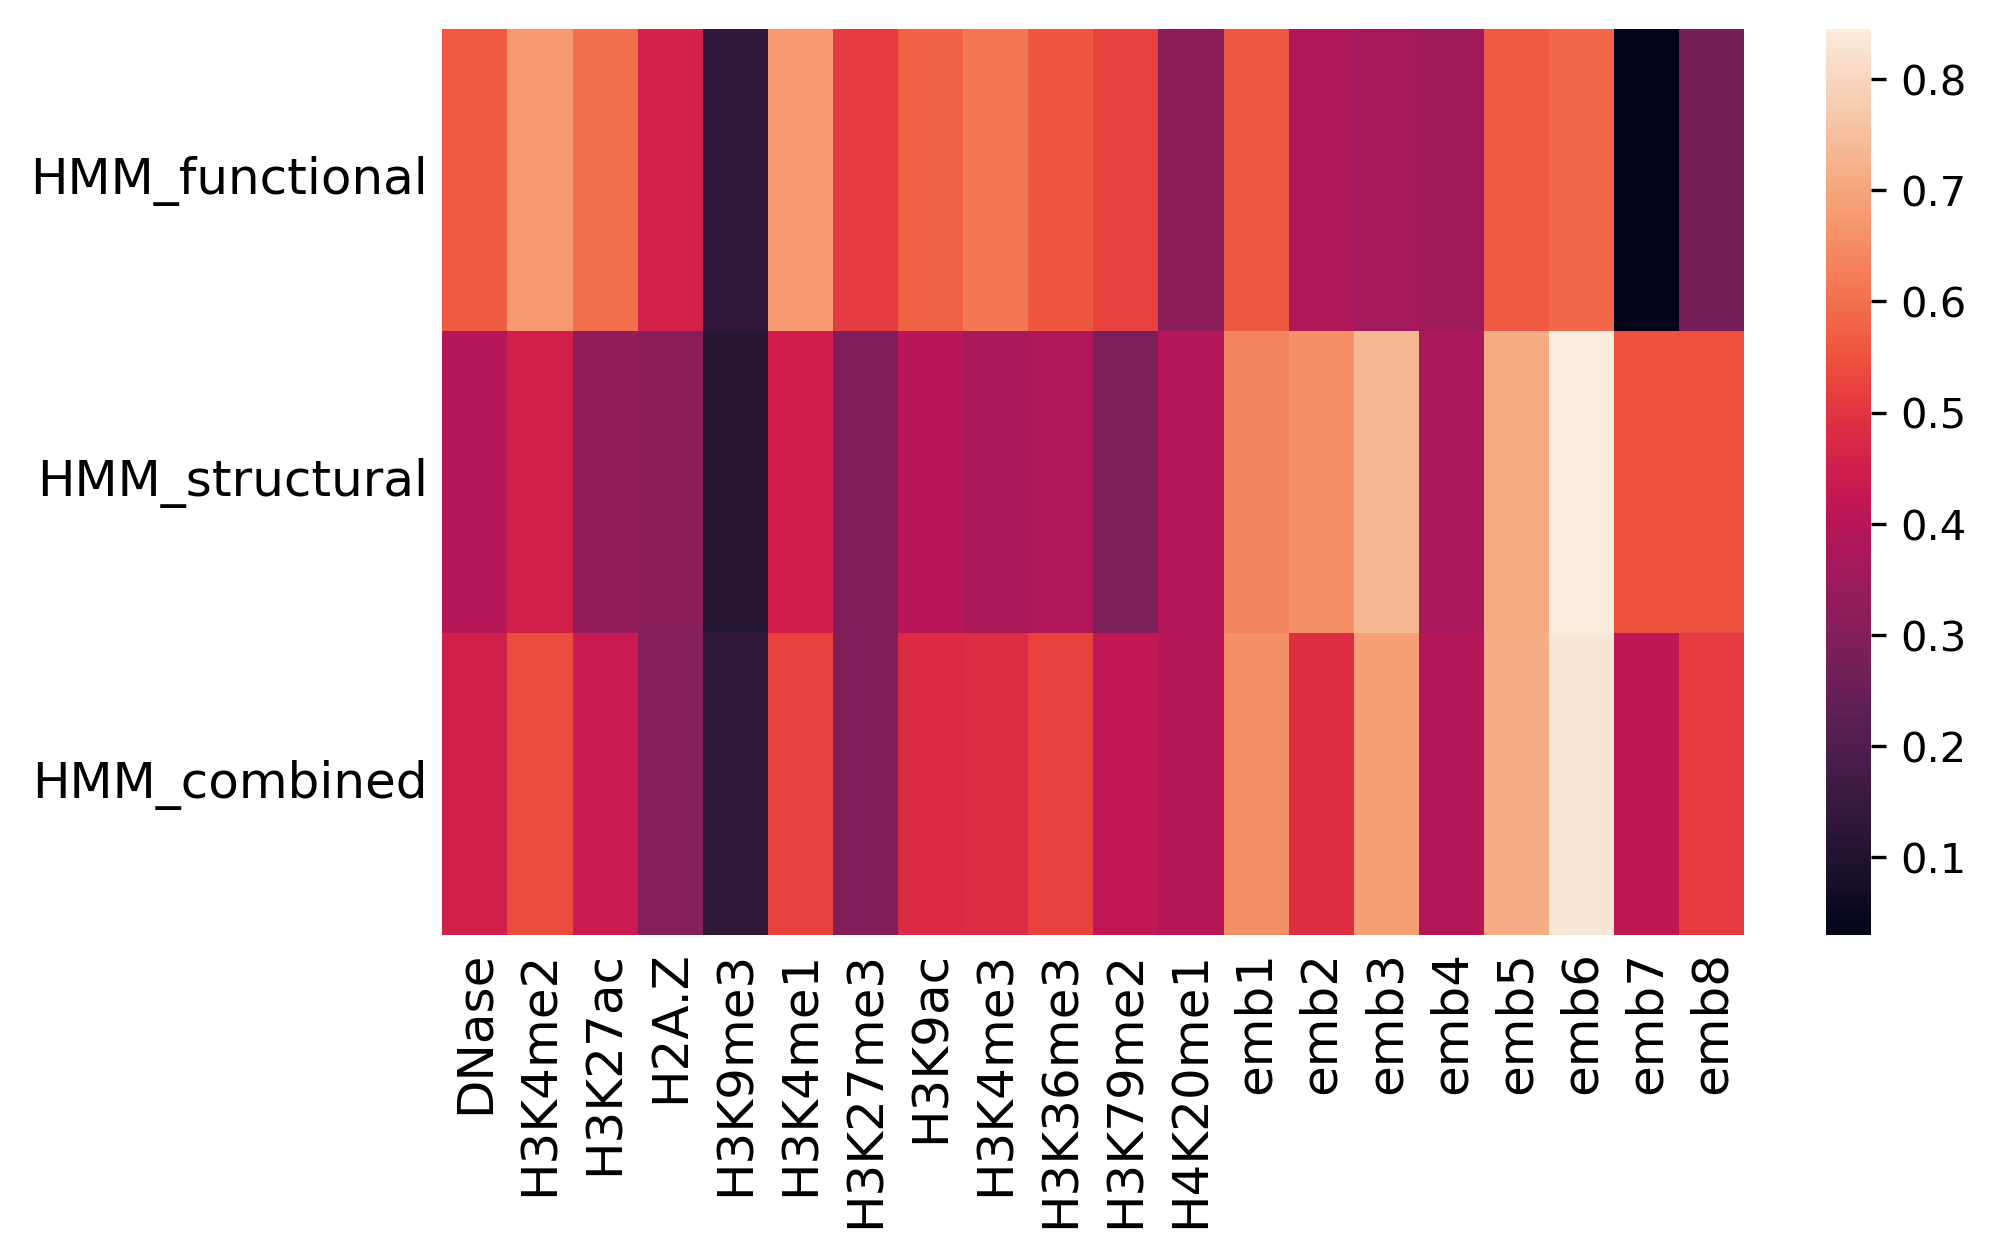 HMM_functional
HMM_structural
HMM_combined
DNase
H3K4me2
H3K27ac
H2A.Z
H3K9me3
H3K4me1
H3K27me3
H3K9ac
H3K4me3
H3K36me3
H3K79me2
H4K20me1
emb1
emb2
emb3
emb4
emb5
emb6
emb7
emb8
0.8
0.7
0.6
0.5
0.4
0.3
0.2
0.1